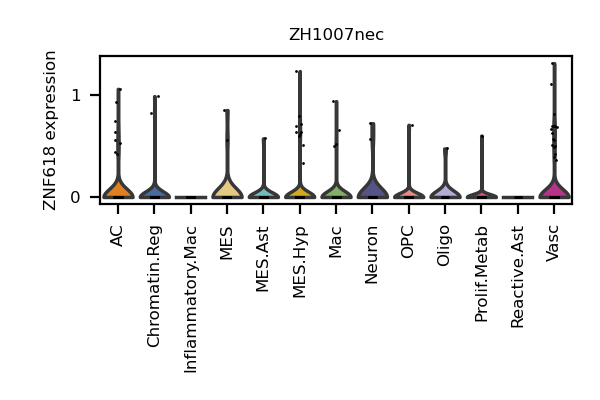 ZH1007nec
ZNF618 expression
1
0
AC
Chromatin.Reg
Inflammatory.Mac
MES
MES.Ast
MES.Hyp
Mac
Neuron
OPC
Oligo
Prolif.Metab
Reactive.Ast
Vasc